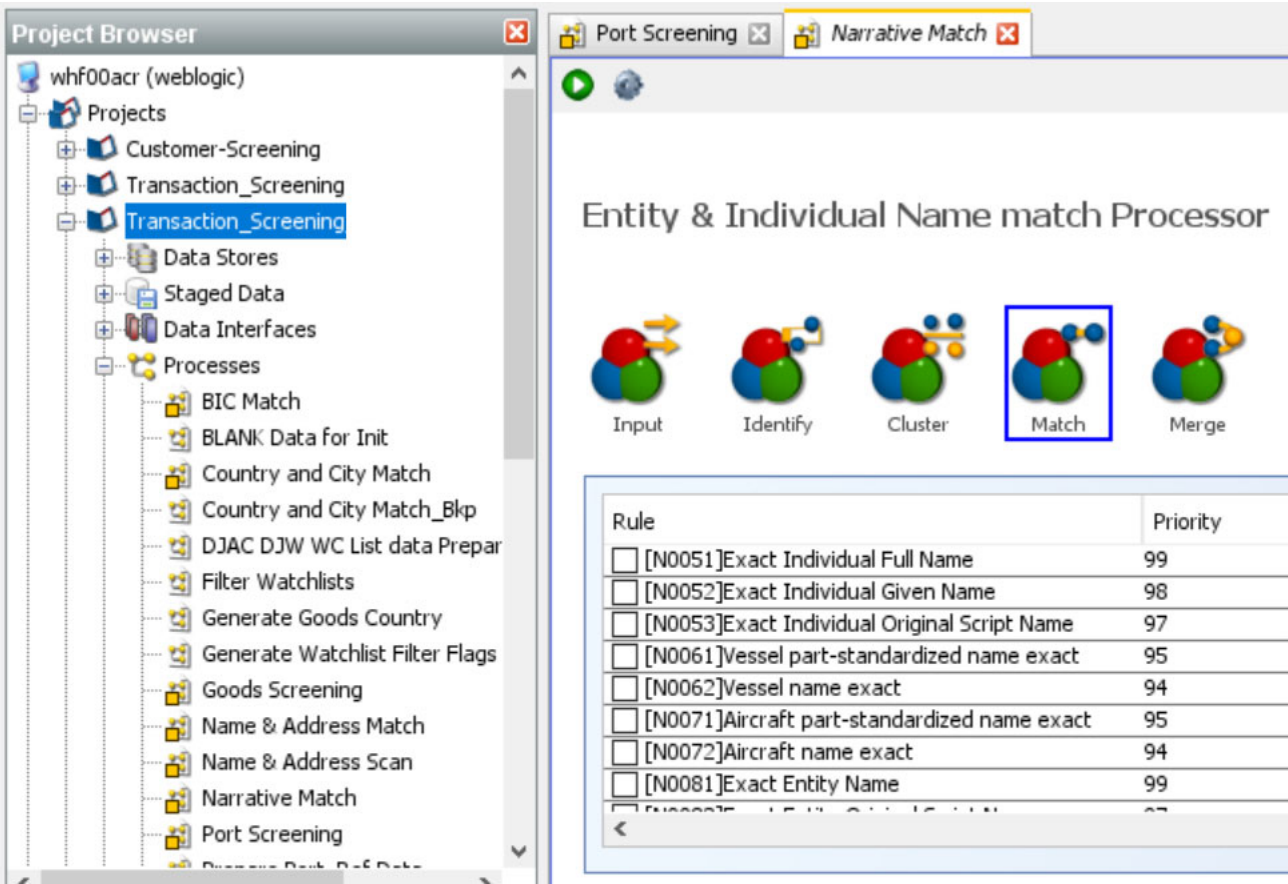 Project Browser
whf00acr (weblogic)
Projects
Customer-Screening
Transaction_Screening
Transaction_Screening
Data Stores
Staged Data
Data Interfaces
Processes
BIC Match
BLANK Data for Init
Country and City Match
Country and City Match_Bkp
DJAC DJW WC List data Prepar
Filter Watchlists
Generate Goods Country
Generate Watchlist Filter Flags
Goods Screening
Name & Address Match
Name & Address Scan
Narrative Match
Port Screening
Port Screening Narrative Match
Entity & Individual Name match Processor
Input Identify Cluster Match Merge
Rule Priority
[N0051]Exact Individual Full Name 99
[N0052]Exact Individual Given Name 98
[N0053]Exact Individual Original Script Name 97
[N0061]Vessel part-standardized name exact 95
[N0062]Vessel name exact 94
[N0071]Aircraft part-standardized name exact 95
[N0072]Aircraft name exact 94
[N0081]Exact Entity Name 99